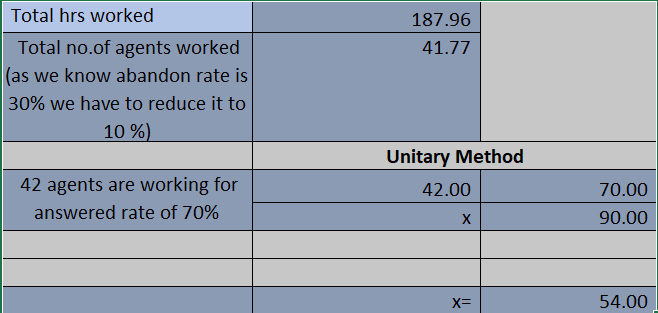 Total hrs worked 187.96
Total no.of agents worked 41.77
(as we know abandon rate is
30% we have to reduce it to
10 %)
Unitary Method
42 agents are working for 42.00 70.00
answered rate of 70%
x 90.00
x= 54.00